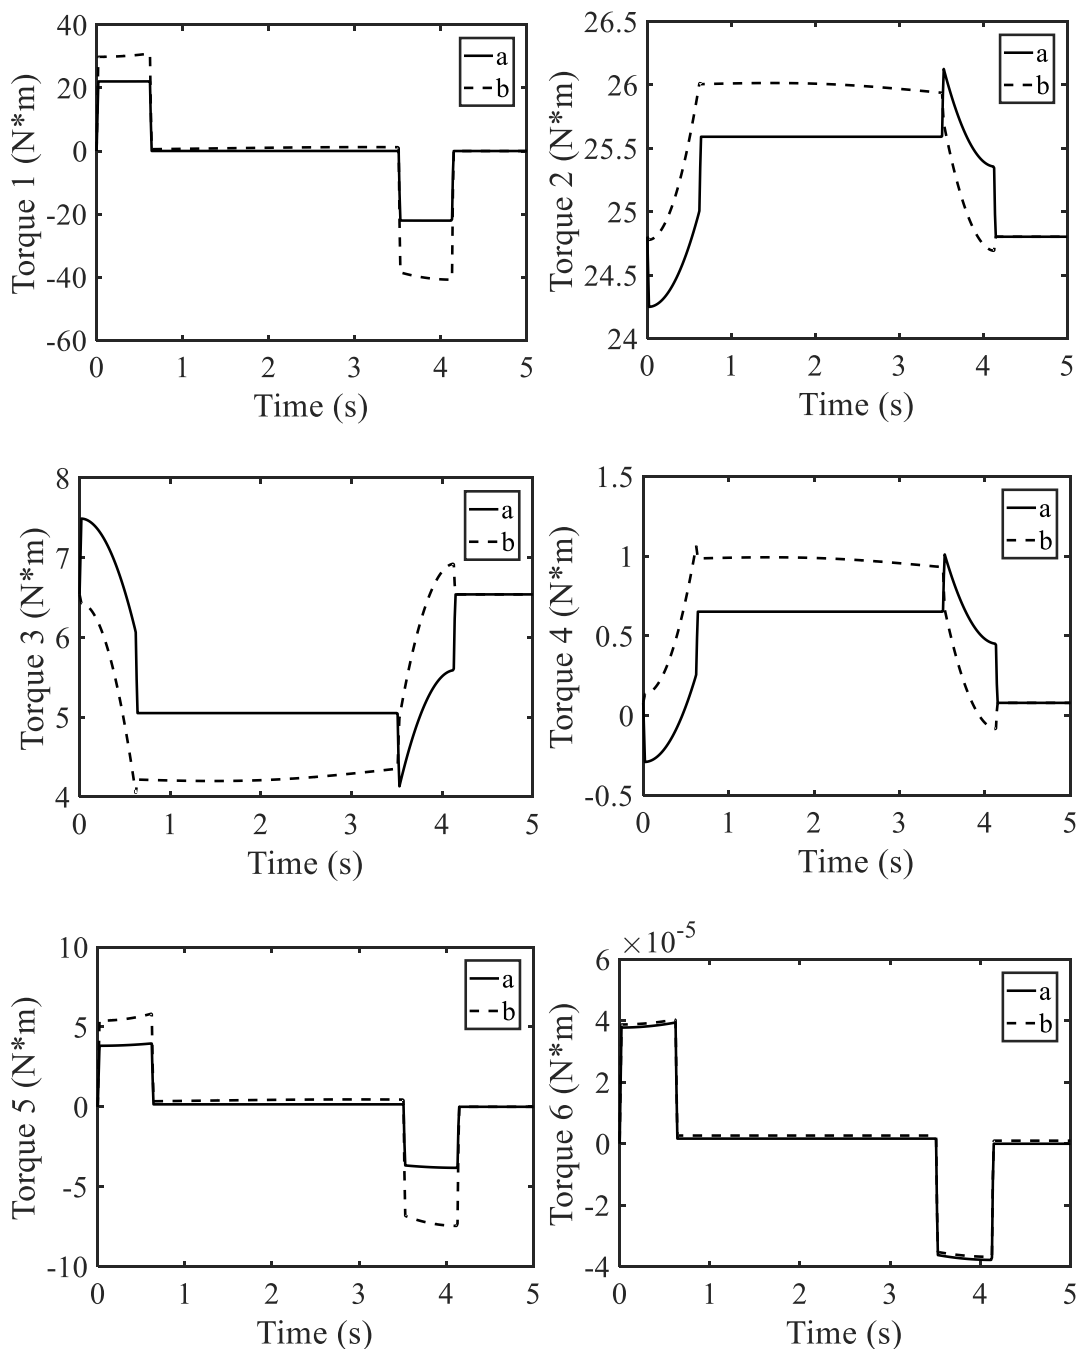 Torque 1 (N*m)
40
20
0
-20
-40
-60
a
b
0 1 2 3 4 5
Time (s)
Torque 2 (N*m)
26.5
26
25.5
25
24.5
24
a
b
0 1 2 3 4 5
Time (s)
Torque 3 (N*m)
8
7
6
5
4
a
b
0 1 2 3 4 5
Time (s)
Torque 4 (N*m)
1.5
1
0.5
0
-0.5
a
b
0 1 2 3 4 5
Time (s)
Torque 5 (N*m)
10
5
0
-5
-10
a
b
0 1 2 3 4 5
Time (s)
×10⁻⁵
Torque 6 (N*m)
6
4
2
0
-2
-4
a
b
0 1 2 3 4 5
Time (s)